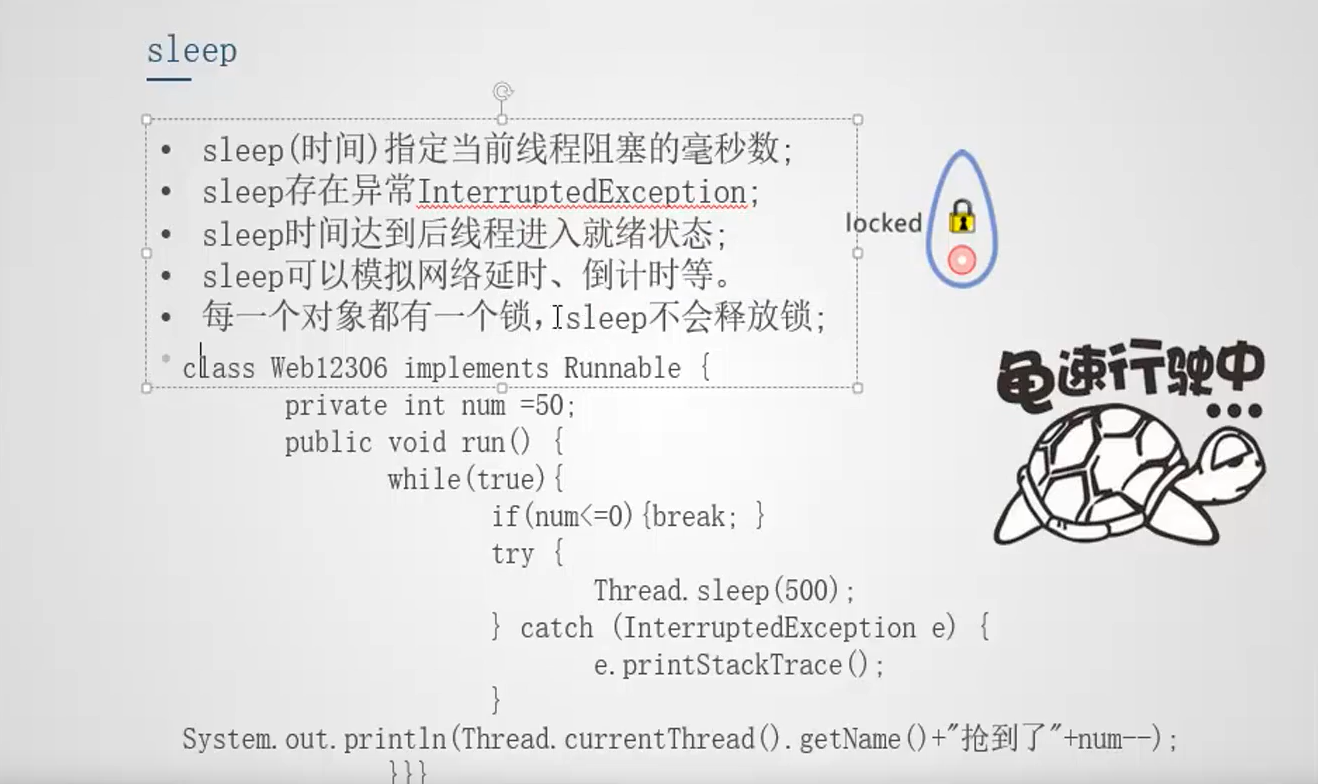 sleep
• sleep(时间)指定当前线程阻塞的毫秒数;
• sleep存在异常InterruptedException;
• sleep时间达到后线程进入就绪状态;
• sleep可以模拟网络延时、倒计时等。
• 每一个对象都有一个锁,sleep不会释放锁;
locked
class Web12306 implements Runnable {
龟速行驶中...
private int num =50;
public void run() {
while(true){
if(num<=0){break; }
try {
Thread.sleep(500);
} catch (InterruptedException e) {
e.printStackTrace();
}
System.out.println(Thread.currentThread().getName()+"抢到了"+num--);
}}}